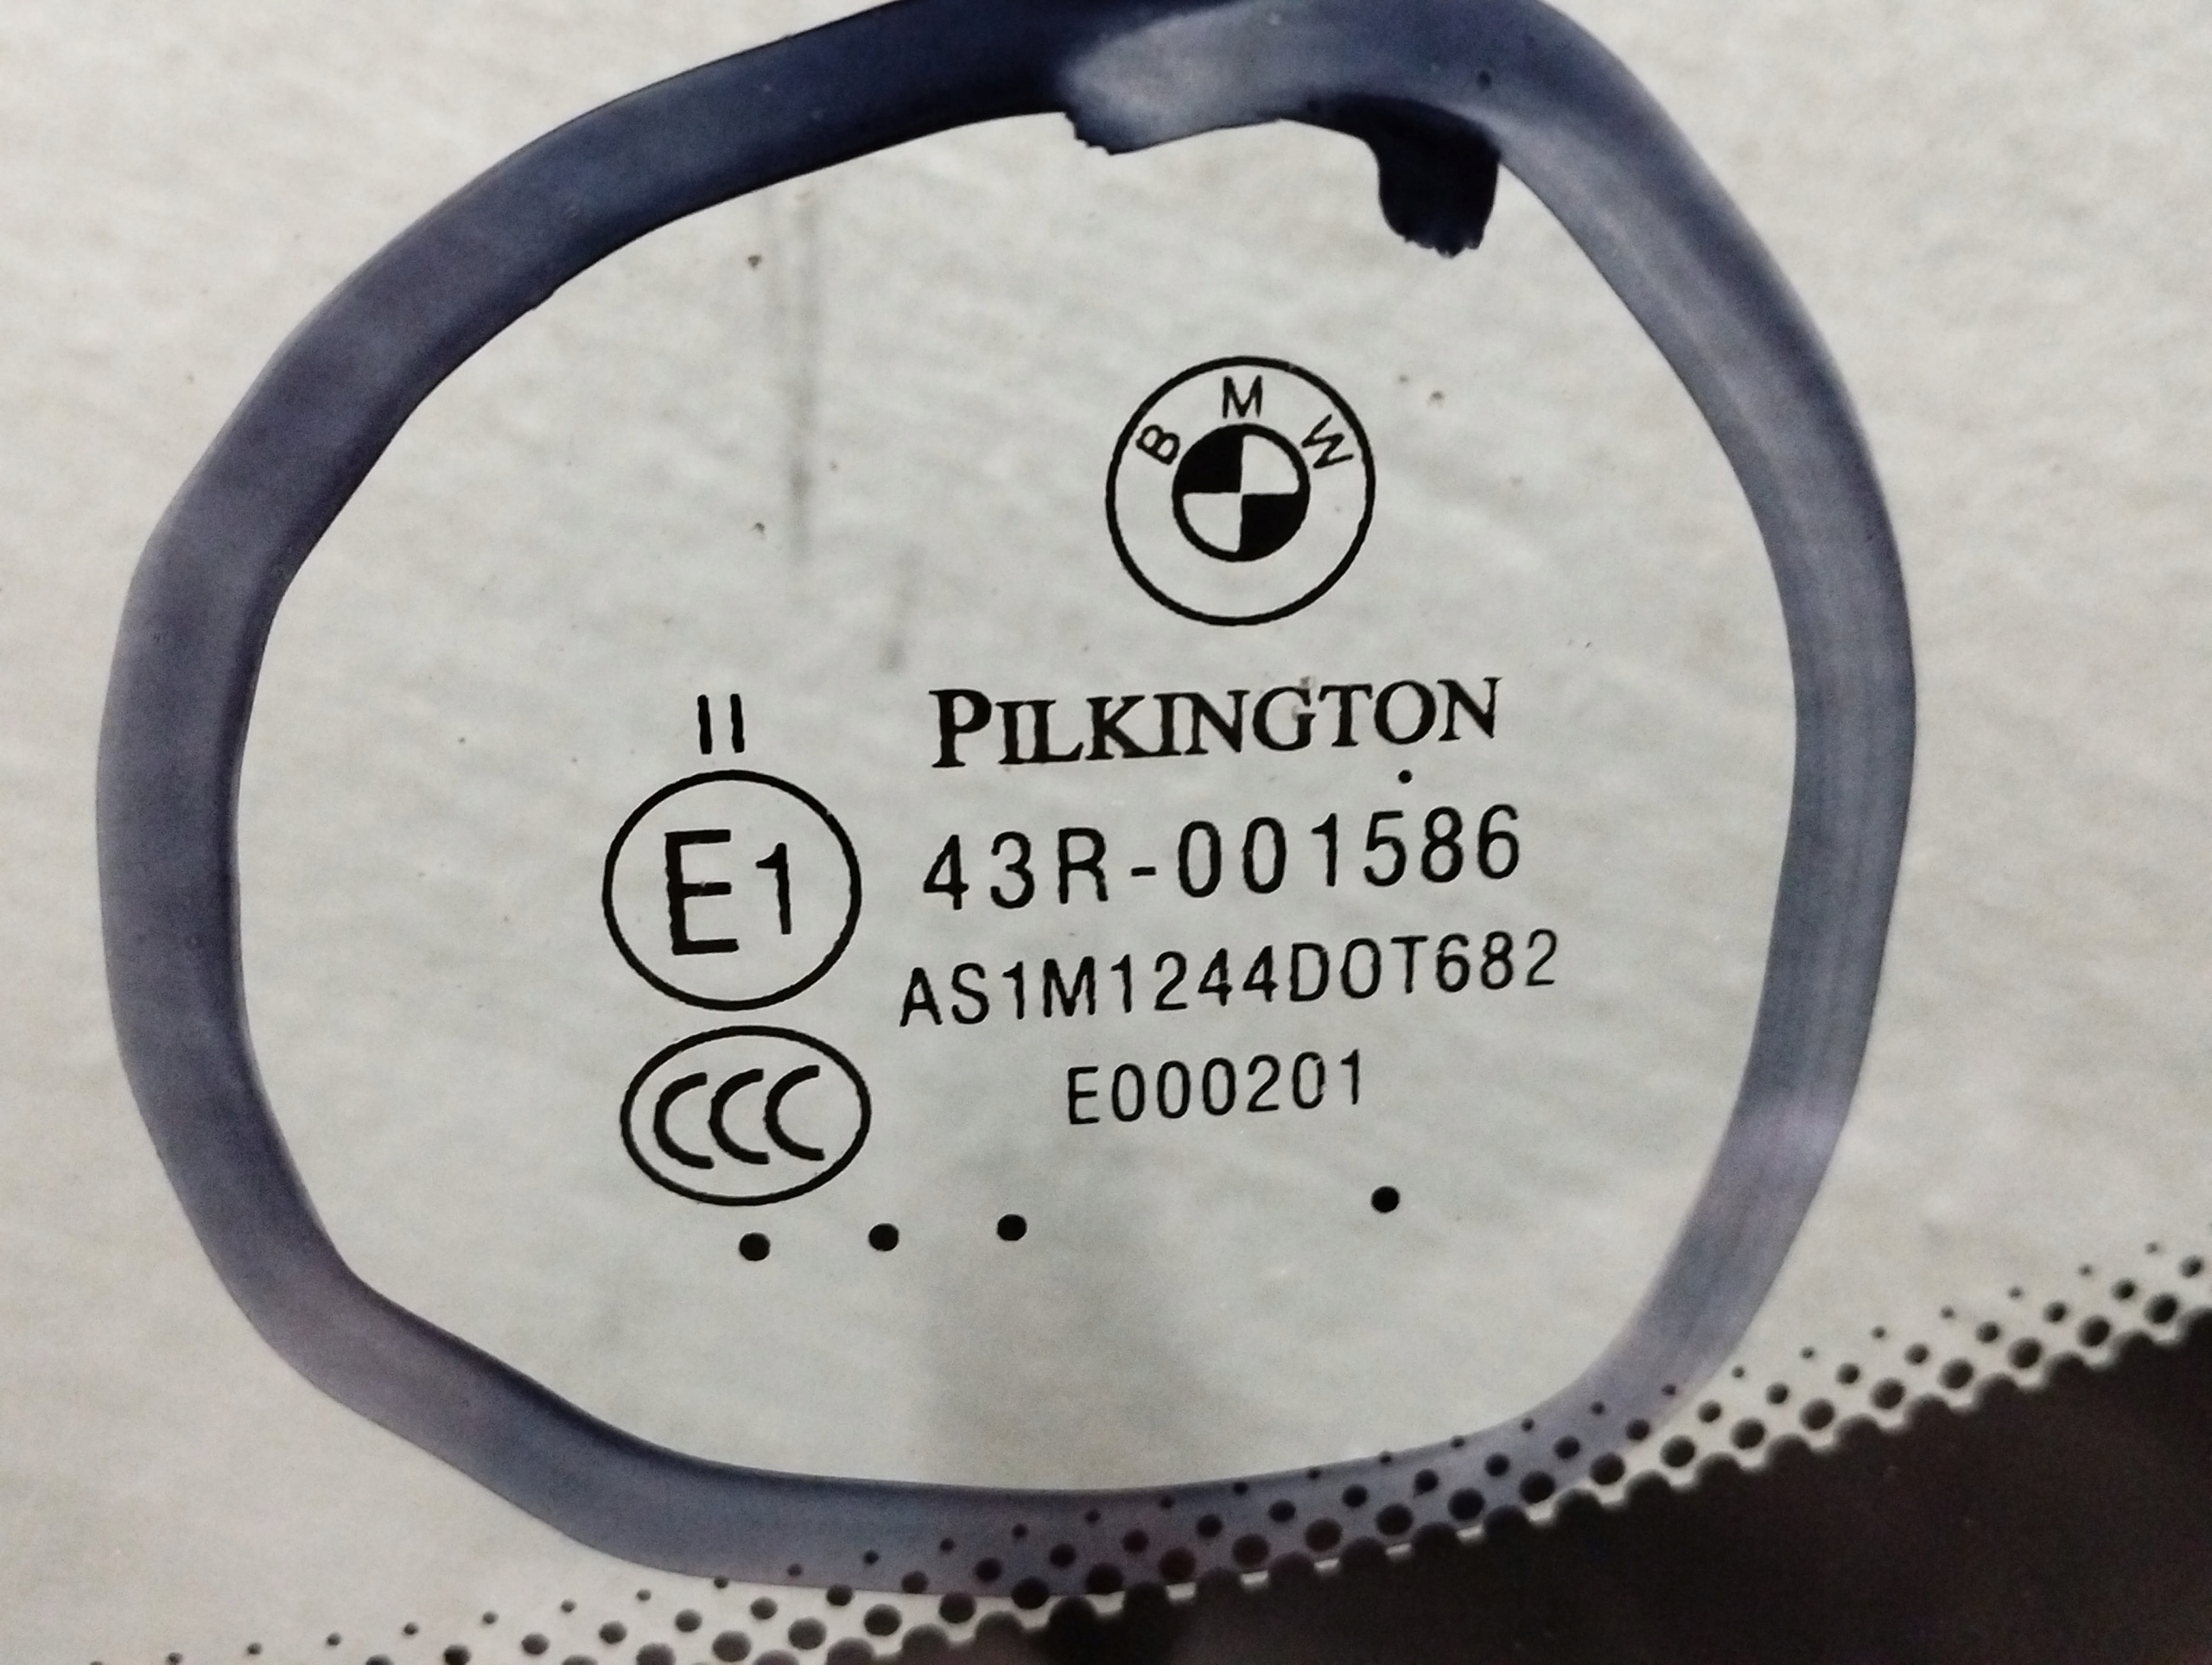 BMW
PILKINGTON
II
E1
43R-001586
AS1M1244DOT682
CCC
E000201